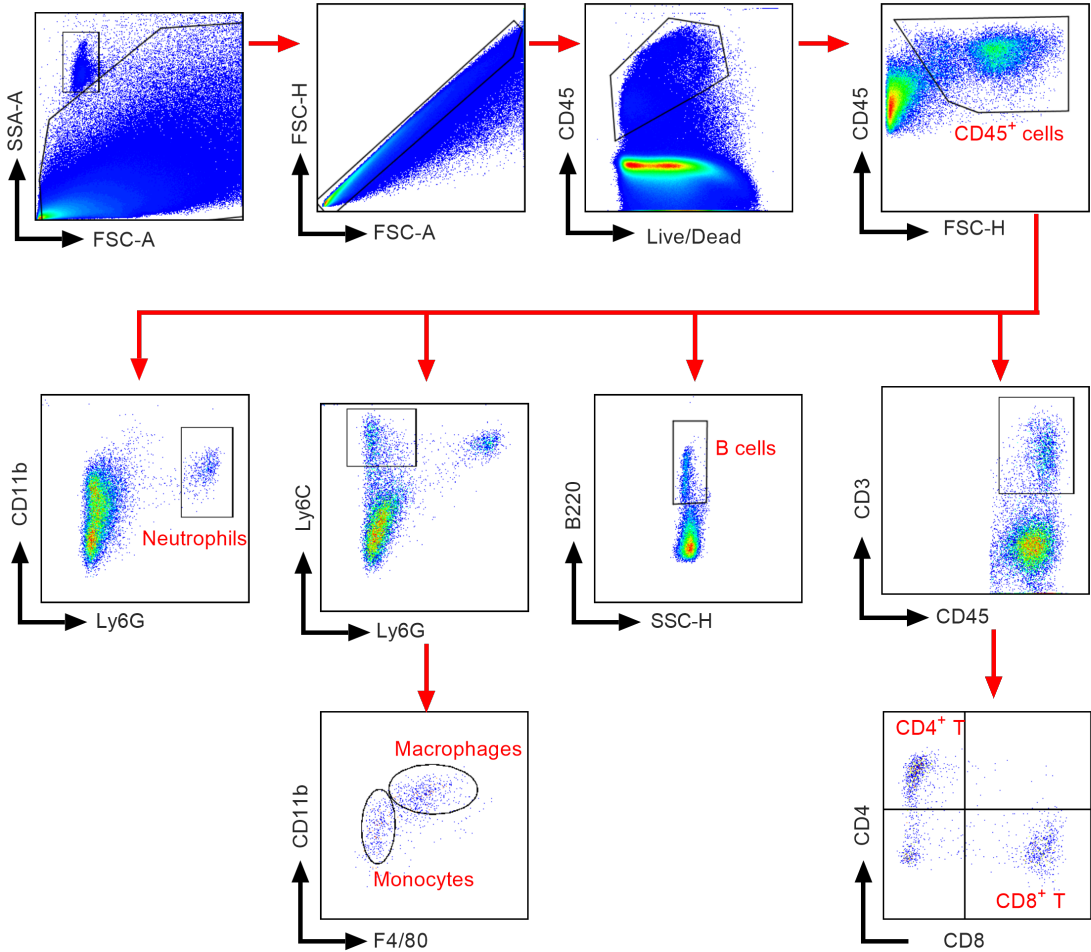 SSA-A
FSC-A
FSC-H
FSC-A
CD45
Live/Dead
CD45
CD45⁺ cells
FSC-H
CD11b
Neutrophils
Ly6G
Ly6C
Ly6G
B220
B cells
SSC-H
CD3
CD45
CD11b
Macrophages
Monocytes
F4/80
CD4
CD4⁺ T
CD8⁺ T
CD8